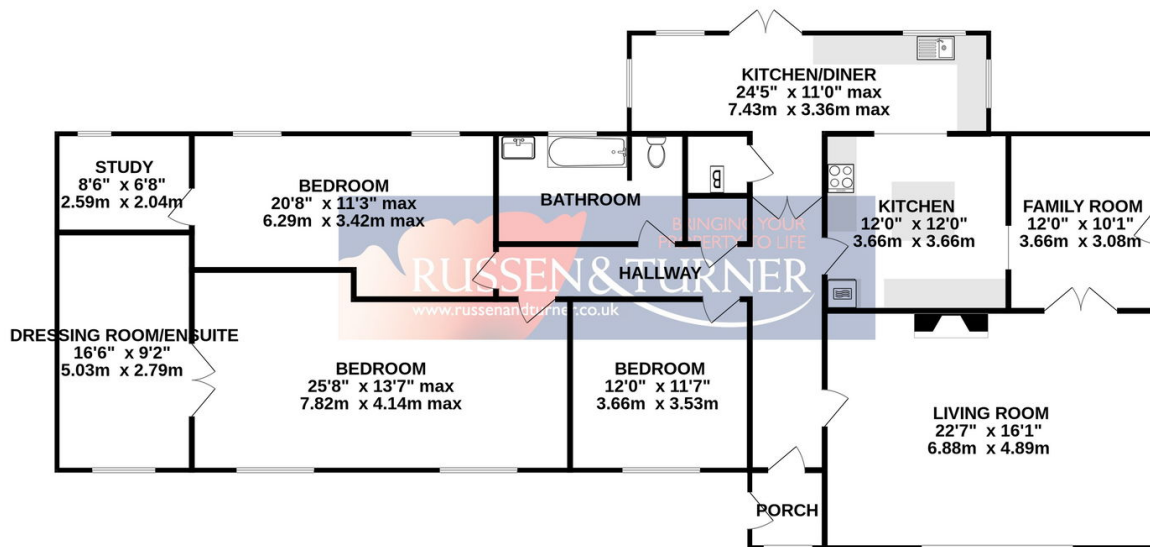 KITCHEN/DINER
24'5" x 11'0" max
7.43m x 3.36m max
STUDY
8'6" x 6'8"
2.59m x 2.04m
BEDROOM
20'8" x 11'3" max
6.29m x 3.42m max
BATHROOM
B
KITCHEN
12'0" x 12'0"
3.66m x 3.66m
FAMILY ROOM
12'0" x 10'1"
3.66m x 3.08m
BRINGING YOUR
PROPERTY TO LIFE
HALLWAY
RUSSEN & TURNER
www.russenandturner.co.uk
DRESSING ROOM/ENSUITE
16'6" x 9'2"
5.03m x 2.79m
BEDROOM
25'8" x 13'7" max
7.82m x 4.14m max
BEDROOM
12'0" x 11'7"
3.66m x 3.53m
LIVING ROOM
22'7" x 16'1"
6.88m x 4.89m
PORCH